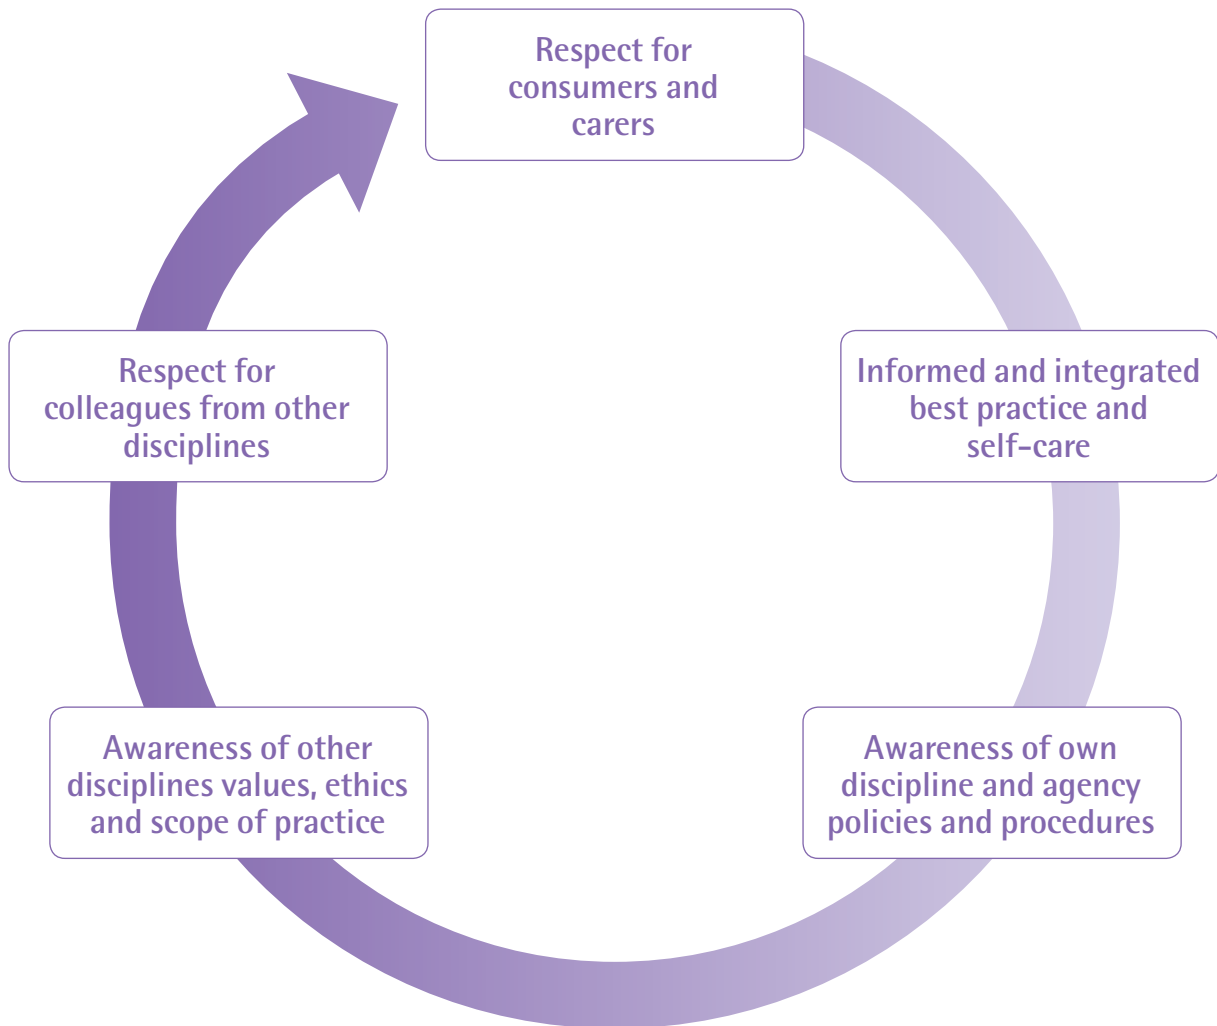 Respect for
consumers and
carers
Informed and integrated
best practice and
self-care
Awareness of own
discipline and agency
policies and procedures
Awareness of other
disciplines values, ethics
and scope of practice
Respect for
colleagues from other
disciplines